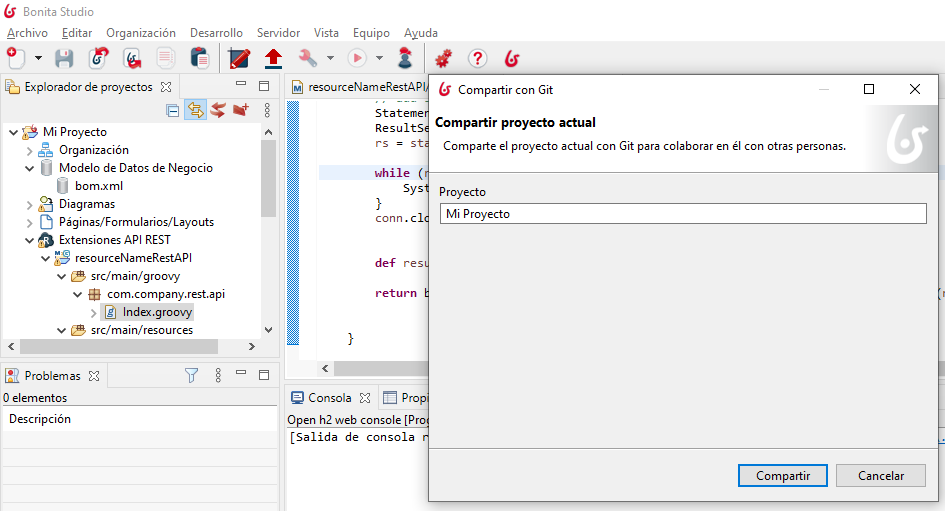 Bonita Studio
Archivo Editar Organización Desarrollo Servidor Vista Equipo Ayuda
Explorador de proyectos
Mi Proyecto
Organización
Modelo de Datos de Negocio
bom.xml
Diagramas
Páginas/Formularios/Layouts
Extensiones API REST
resourceNameRestAPI
src/main/groovy
com.company.rest.api
Index.groovy
src/main/resources
Problemas
0 elementos
Descripción
resourceNameRestAPI/
Statemen
ResultSe
rs = sta
while (r
Syst
}
conn.clo
def resu
return b
}
Consola Propi
Open h2 web console [Prog
[Salida de consola r
Compartir con Git
Compartir proyecto actual
Comparte el proyecto actual con Git para colaborar en él con otras personas.
Proyecto
Mi Proyecto
Compartir Cancelar